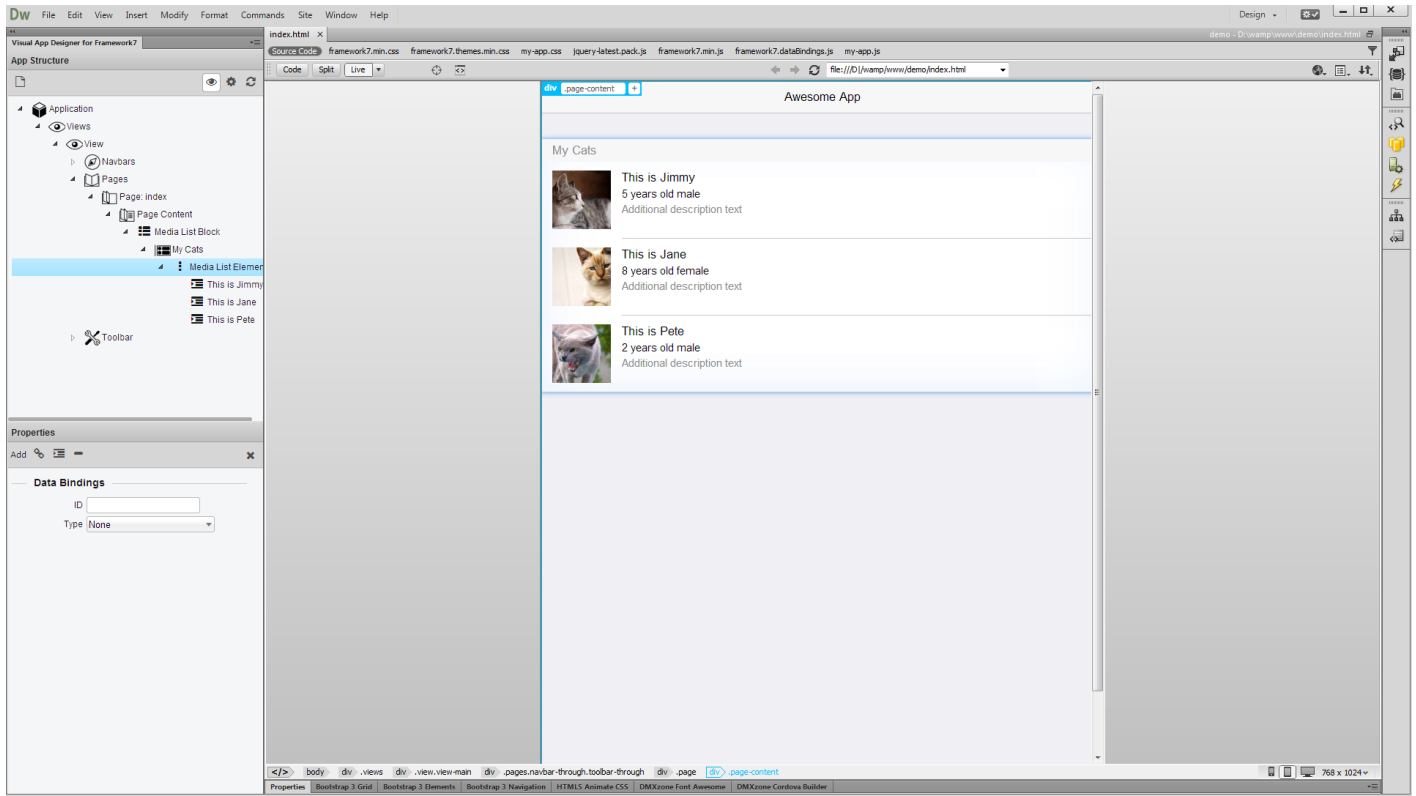 Dw File Edit View Insert Modify Format Commands Site Window Help Design
Visual App Designer for Framework7
index.html ×
demo - D:\wamp\www\demo\index.html
App Structure
Source Code framework7.min.css framework7.themes.min.css my-app.css jquery-latest.pack.js framework7.min.js framework7.dataBindings.js my-app.js
Code Split Live
file:///D|/wamp/www/demo/index.html
Application
Views
View
Navbars
Pages
Page: index
Page Content
Media List Block
My Cats
Media List Elemen
This is Jimmy
This is Jane
This is Pete
Toolbar
div .page-content +
Awesome App
My Cats
This is Jimmy
5 years old male
Additional description text
This is Jane
8 years old female
Additional description text
This is Pete
2 years old male
Additional description text
Properties
Add
Data Bindings
ID
Type None
</> body div .views div .view.view-main div .pages.navbar-through.toolbar-through div .page div .page-content
768 x 1024
Properties Bootstrap 3 Grid Bootstrap 3 Elements Bootstrap 3 Navigation HTML5 Animate CSS DMXzone Font Awesome DMXzone Cordova Builder